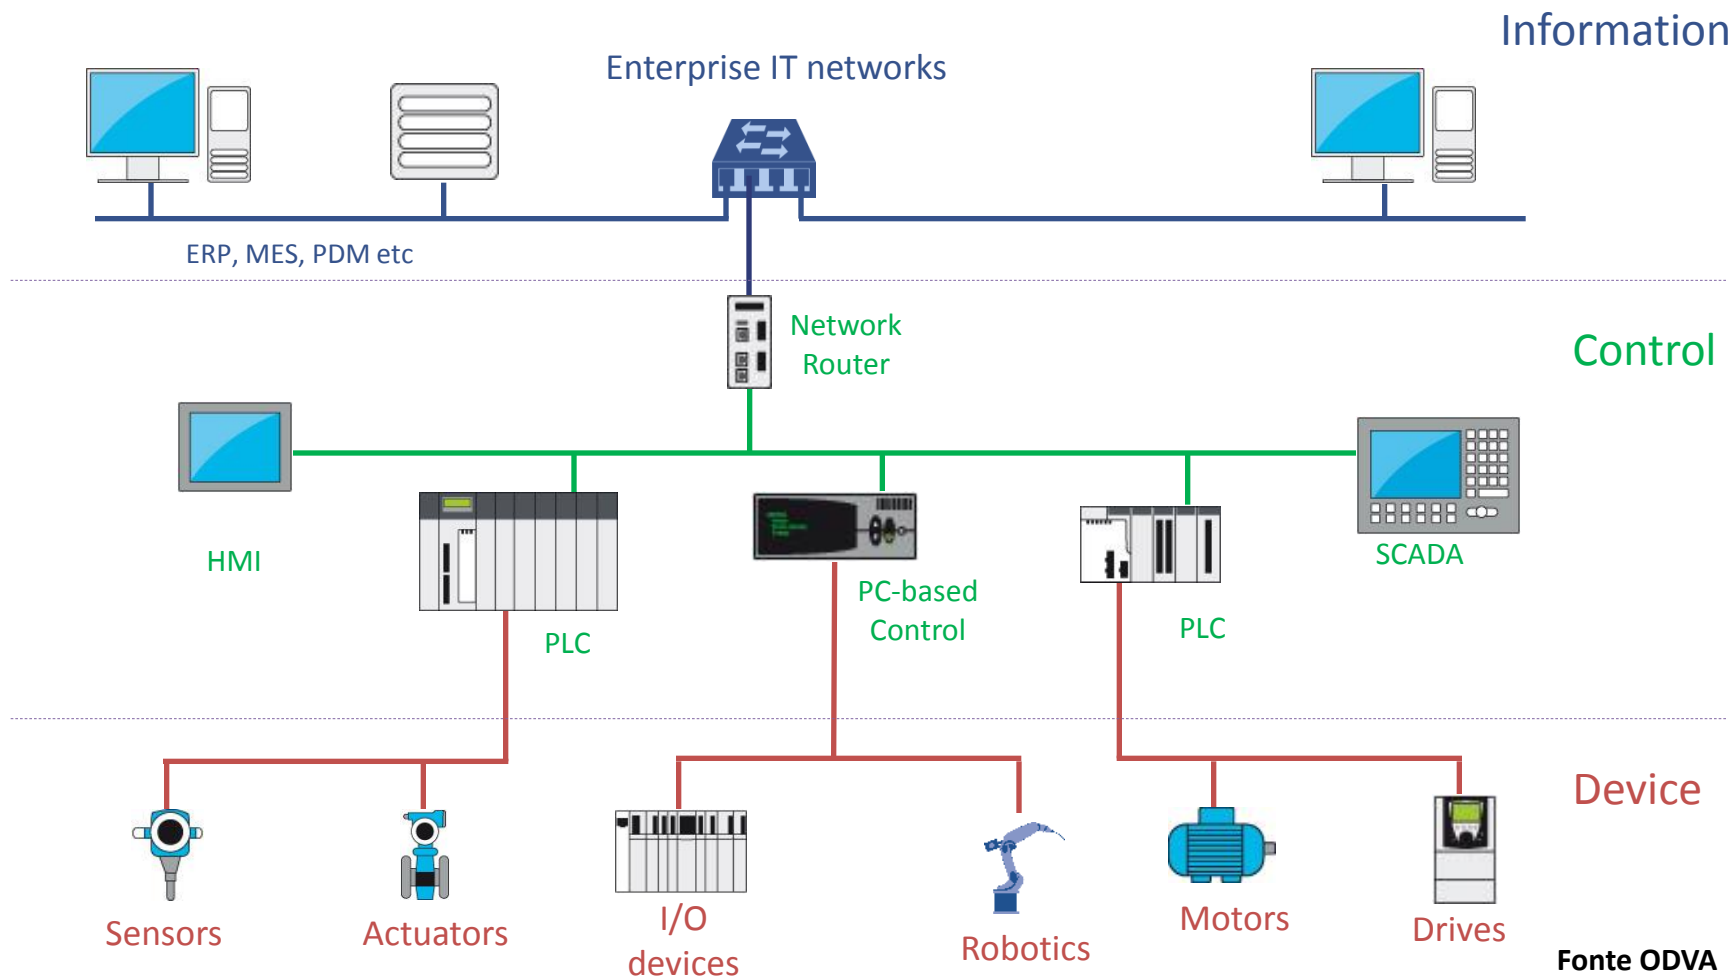 Information
Enterprise IT networks
ERP, MES, PDM etc
Network
Router
Control
HMI
PLC
PC-based
Control
PLC
SCADA
Device
Sensors
Actuators
I/O
devices
Robotics
Motors
Drives
Fonte ODVA